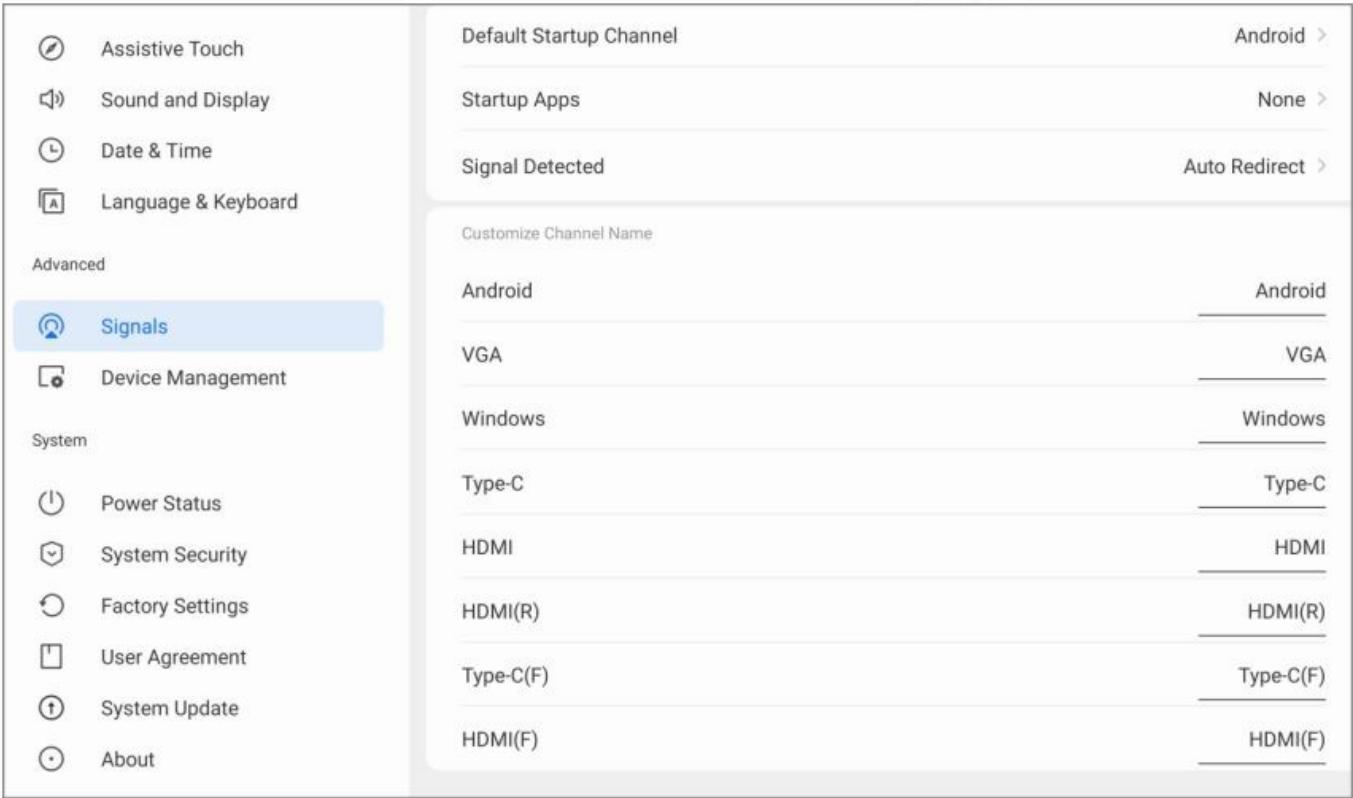 Assistive Touch
Sound and Display
Date & Time
Language & Keyboard
Advanced
Signals
Device Management
System
Power Status
System Security
Factory Settings
User Agreement
System Update
About
Default Startup Channel Android
Startup Apps None
Signal Detected Auto Redirect
Customize Channel Name
Android Android
VGA VGA
Windows Windows
Type-C Type-C
HDMI HDMI
HDMI(R) HDMI(R)
Type-C(F) Type-C(F)
HDMI(F) HDMI(F)